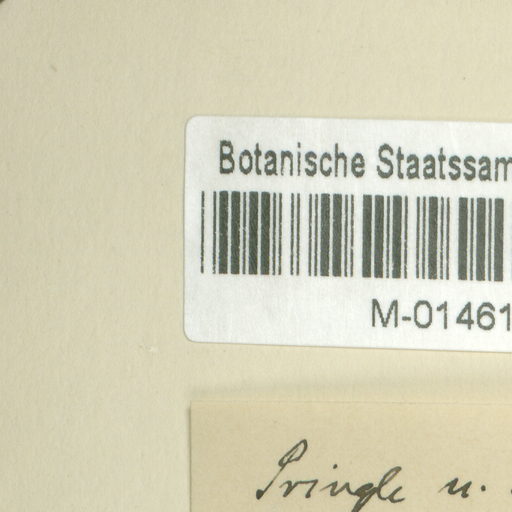 Botanische Staatssam
M-01461
Pringle n.